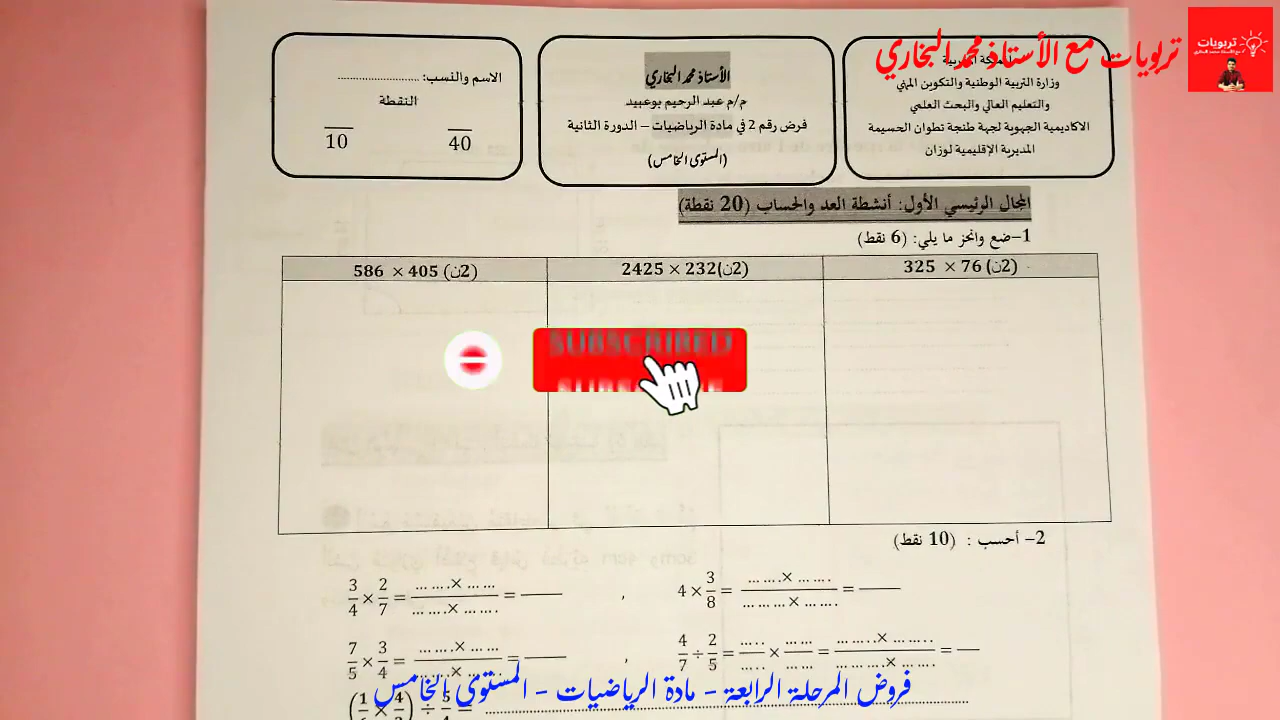 تربويات مع الأستاذ محمد البخاري
تربويات
وزارة التربية الوطنية والتكوين المهني
والتعليم العالي والبحث العلمي
الاكاديمية الجهوية لجهة طنجة تطوان الحسيمة
المديرية الإقليمية لوزان
الأستاذ محمد البخاري
م/م عبد الرحيم بوعبيد
فرض رقم 2 في مادة الرياضيات – الدورة الثانية
(المستوى الخامس)
الاسم والنسب: ........................
النقطة
40
10
المجال الرئيسي الأول: أنشطة العد والحساب (20 نقطة)
1–ضع وانجز ما يلي: (6 نقط)
325 × 76 (2ن)
2425 × 232(2ن)
586 × 405 (2ن)
SUBSCRIBED
2- أحسب : (10 نقط)
3/4 × 2/7 = … ….× … … / … ….× … …. = ——
, 4 × 3/8 = … ….× … …. / … … …× … …. = ——
7/5 × 3/4 = … ….× … … / … ….× … …. = ——
, 4/7 ÷ 2/5 = ….. / ….. × … … / … … = … …..× … ….. / … … ….× … …. = —
فروض المرحلة الرابعة - مادة الرياضيات - المستوى الخامس